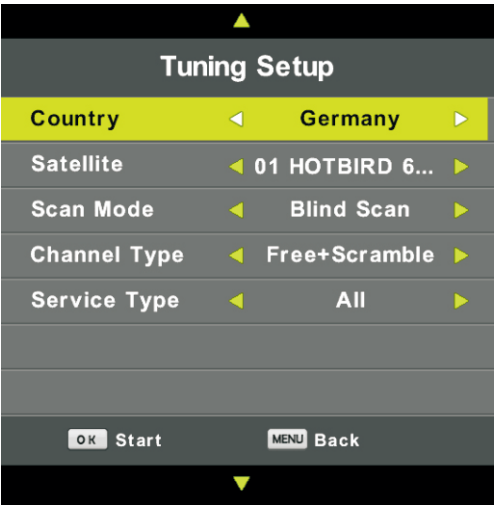 Tuning Setup
Country Germany
Satellite 01 HOTBIRD 6...
Scan Mode Blind Scan
Channel Type Free+Scramble
Service Type All
OK Start MENU Back